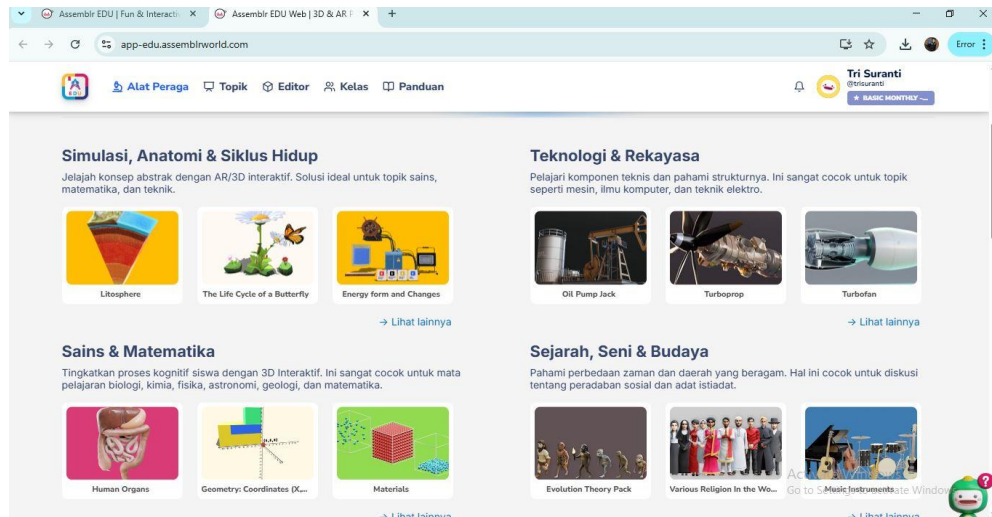 Assemblr EDU | Fun & Interacti
Assemblr EDU Web | 3D & AR F
app-edu.assemblrworld.com
Error
EDU
Alat Peraga
Topik
Editor
Kelas
Panduan
Tri Suranti
@trisuranti
BASIC MONTHLY -...
Simulasi, Anatomi & Siklus Hidup
Jelajah konsep abstrak dengan AR/3D interaktif. Solusi ideal untuk topik sains,
matematika, dan teknik.
Litosphere
The Life Cycle of a Butterfly
Energy form and Changes
→ Lihat lainnya
Teknologi & Rekayasa
Pelajari komponen teknis dan pahami strukturnya. Ini sangat cocok untuk topik
seperti mesin, ilmu komputer, dan teknik elektro.
Oil Pump Jack
Turboprop
Turbofan
→ Lihat lainnya
Sains & Matematika
Tingkatkan proses kognitif siswa dengan 3D Interaktif. Ini sangat cocok untuk mata
pelajaran biologi, kimia, fisika, astronomi, geologi, dan matematika.
Human Organs
Geometry: Coordinates (X,...
Materials
Lihat lainnya
Sejarah, Seni & Budaya
Pahami perbedaan zaman dan daerah yang beragam. Hal ini cocok untuk diskusi
tentang peradaban sosial dan adat istiadat.
Evolution Theory Pack
Various Religion In the Wo...
Music Instruments
Lihat lainnya
?